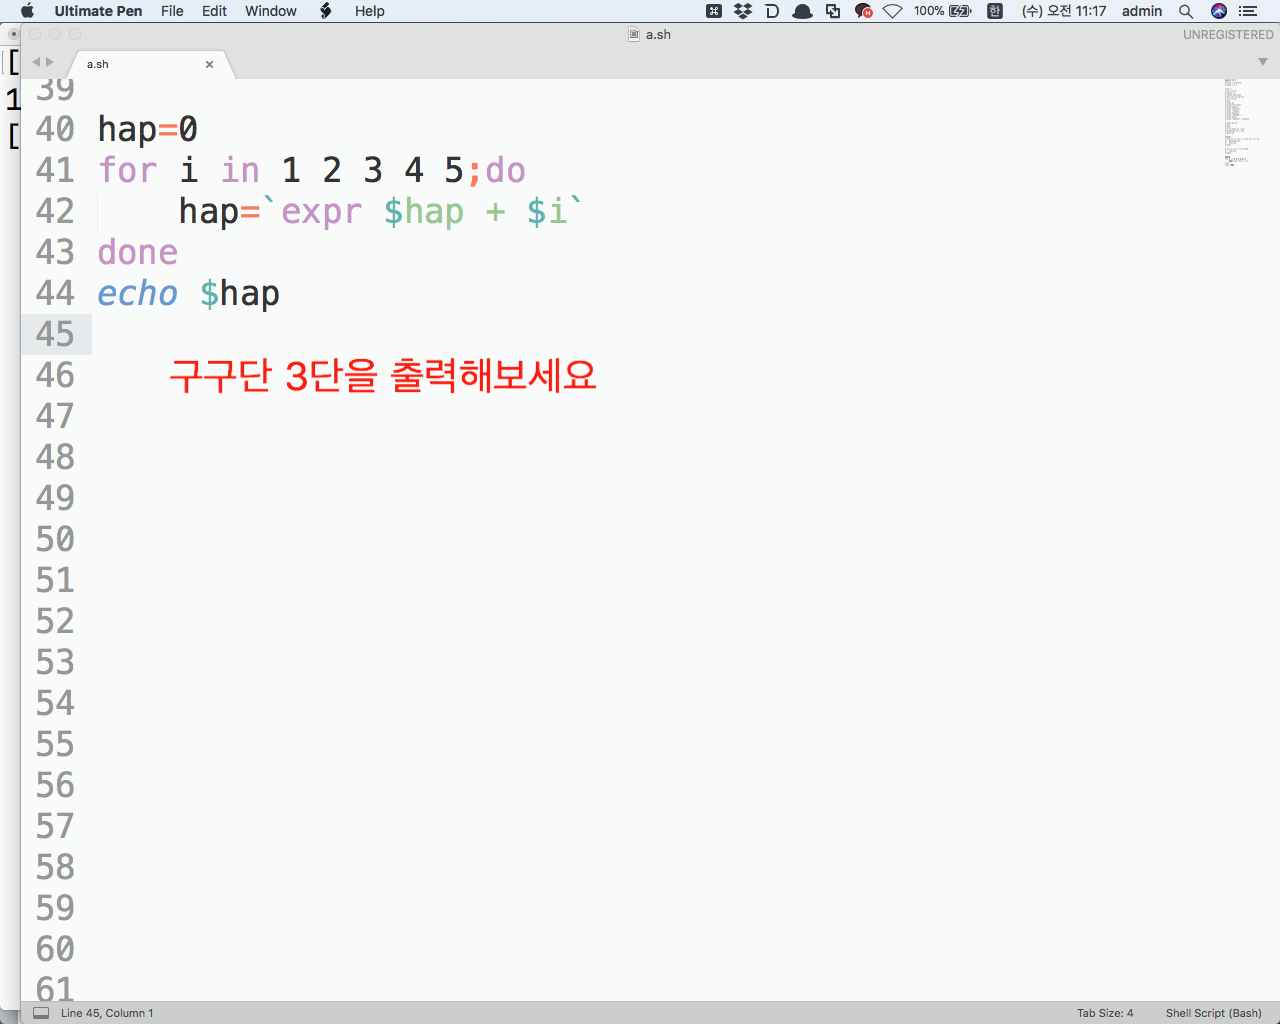 Ultimate Pen File Edit Window Help 100% 한 (수) 오전 11:17 admin
a.sh UNREGISTERED
a.sh ×
39
40 hap=0
41 for i in 1 2 3 4 5;do
42 hap=`expr $hap + $i`
43 done
44 echo $hap
45
46 구구단 3단을 출력해보세요
47
48
49
50
51
52
53
54
55
56
57
58
59
60
61
Line 45, Column 1 Tab Size: 4 Shell Script (Bash)